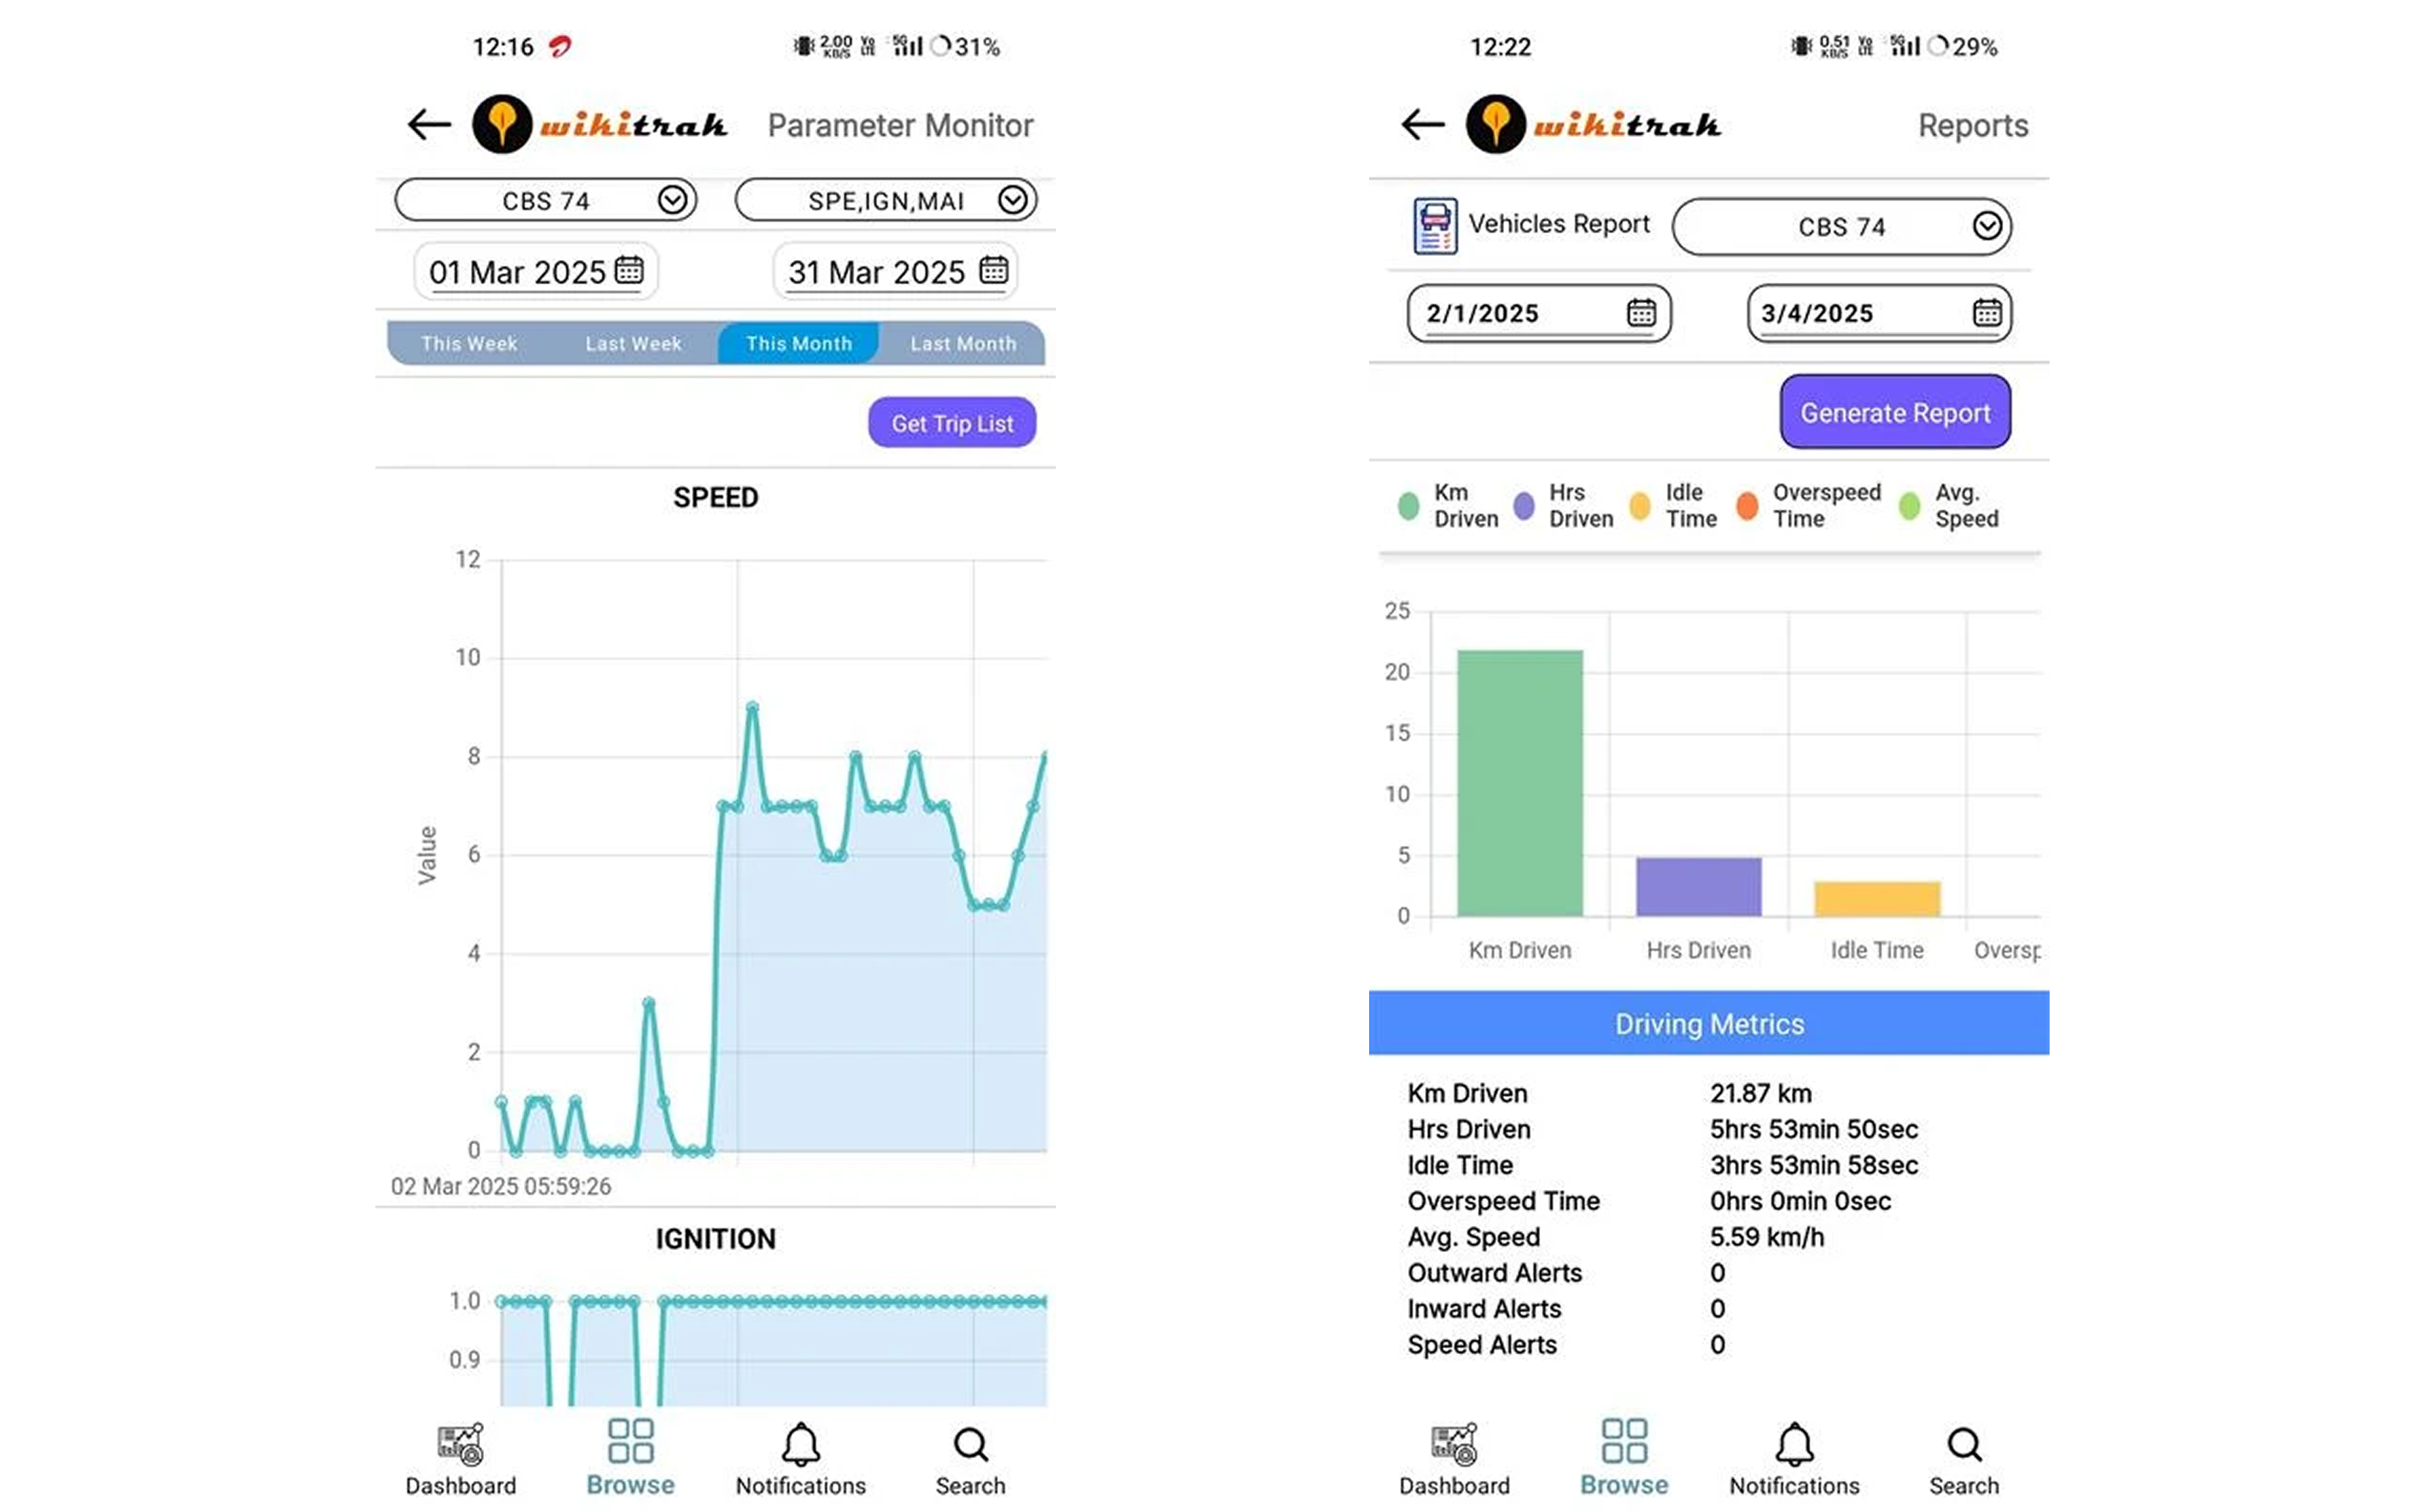 12:16 2.00 KB/S Vo LTE 5G 31%
wikitrak Parameter Monitor
CBS 74 SPE,IGN,MAI
01 Mar 2025 31 Mar 2025
This Week Last Week This Month Last Month
Get Trip List
SPEED
12
10
8
6
4
2
0
Value
02 Mar 2025 05:59:26
IGNITION
1.0
0.9
Dashboard Browse Notifications Search
12:22 0.51 KB/S Vo LTE 5G 29%
wikitrak Reports
Vehicles Report CBS 74
2/1/2025 3/4/2025
Generate Report
Km Driven Hrs Driven Idle Time Overspeed Time Avg. Speed
25
20
15
10
5
0
Km Driven Hrs Driven Idle Time Oversp
Driving Metrics
Km Driven 21.87 km
Hrs Driven 5hrs 53min 50sec
Idle Time 3hrs 53min 58sec
Overspeed Time 0hrs 0min 0sec
Avg. Speed 5.59 km/h
Outward Alerts 0
Inward Alerts 0
Speed Alerts 0
Dashboard Browse Notifications Search